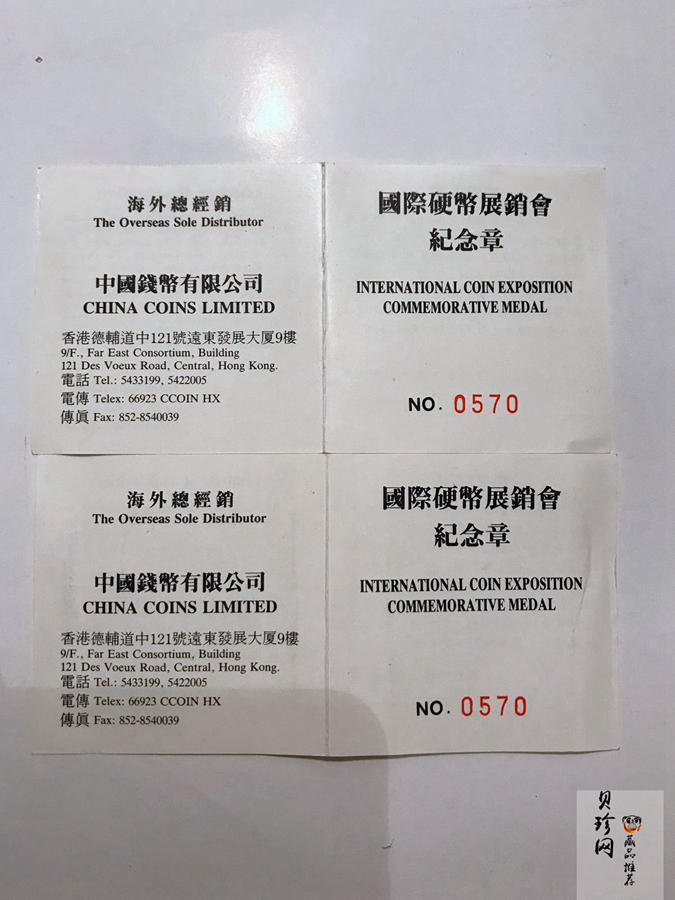 海外總經銷
The Overseas Sole Distributor
中國錢幣有限公司
CHINA COINS LIMITED
香港德輔道中121號遠東發展大厦9樓
9/F., Far East Consortium, Building
121 Des Voeux Road, Central, Hong Kong.
電話 Tel.: 5433199, 5422005
電傳 Telex: 66923 CCOIN HX
傳眞 Fax: 852-8540039
國際硬幣展銷會
紀念章
INTERNATIONAL COIN EXPOSITION
COMMEMORATIVE MEDAL
NO. 0570
海外總經銷
The Overseas Sole Distributor
中國錢幣有限公司
CHINA COINS LIMITED
香港德輔道中121號遠東發展大厦9樓
9/F., Far East Consortium, Building
121 Des Voeux Road, Central, Hong Kong.
電話 Tel.: 5433199, 5422005
電傳 Telex: 66923 CCOIN HX
傳眞 Fax: 852-8540039
國際硬幣展銷會
紀念章
INTERNATIONAL COIN EXPOSITION
COMMEMORATIVE MEDAL
NO. 0570
贝珍网
藏品推荐